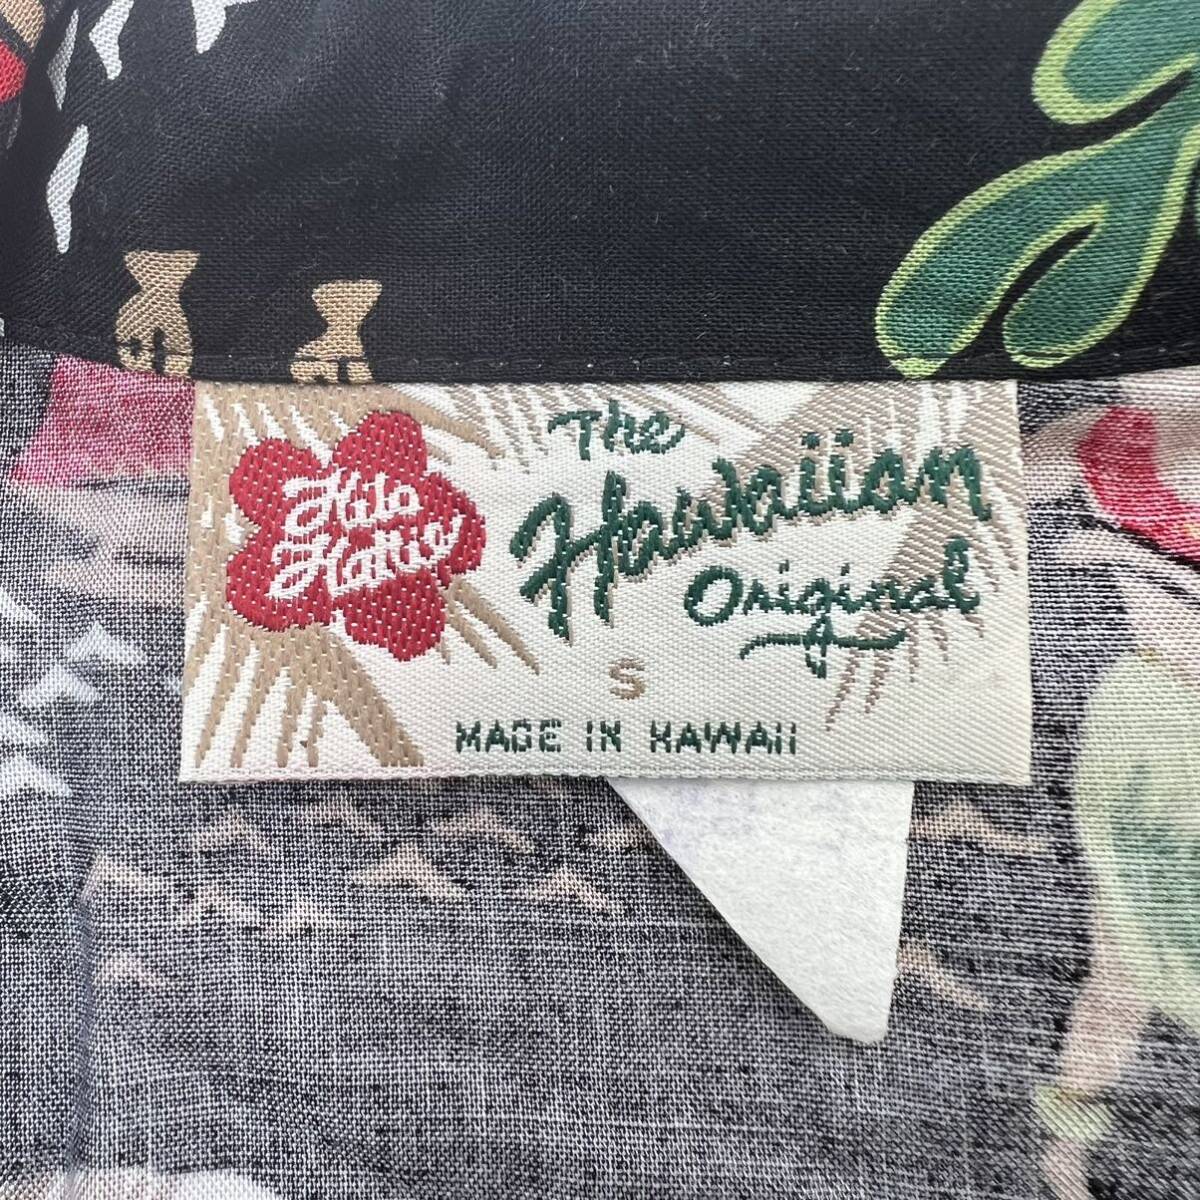 Hilo
Hattie
The
Hawaiian
Original
S
MADE IN HAWAII